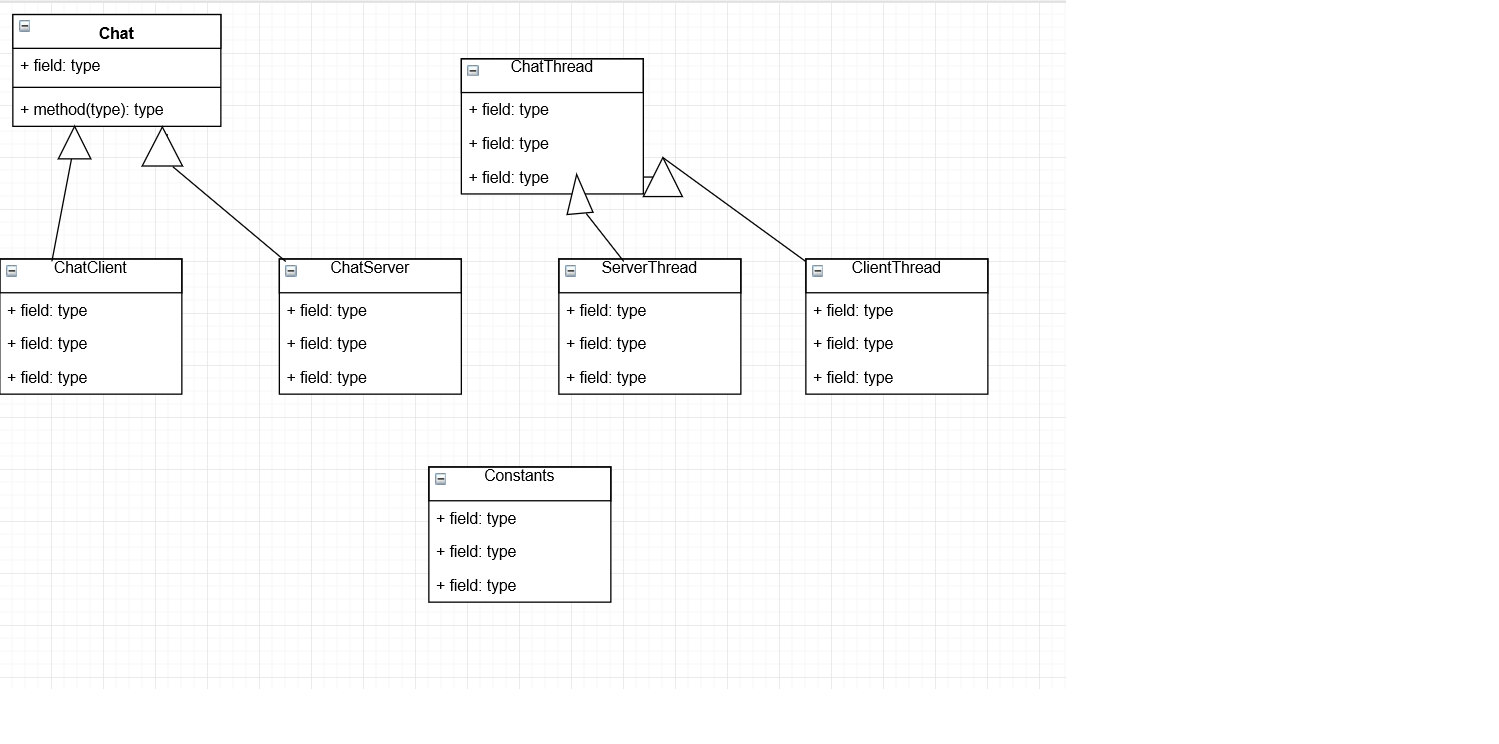 Chat
+ field: type
+ method(type): type
ChatThread
+ field: type
+ field: type
+ field: type
ChatClient
+ field: type
+ field: type
+ field: type
ChatServer
+ field: type
+ field: type
+ field: type
ServerThread
+ field: type
+ field: type
+ field: type
ClientThread
+ field: type
+ field: type
+ field: type
Constants
+ field: type
+ field: type
+ field: type